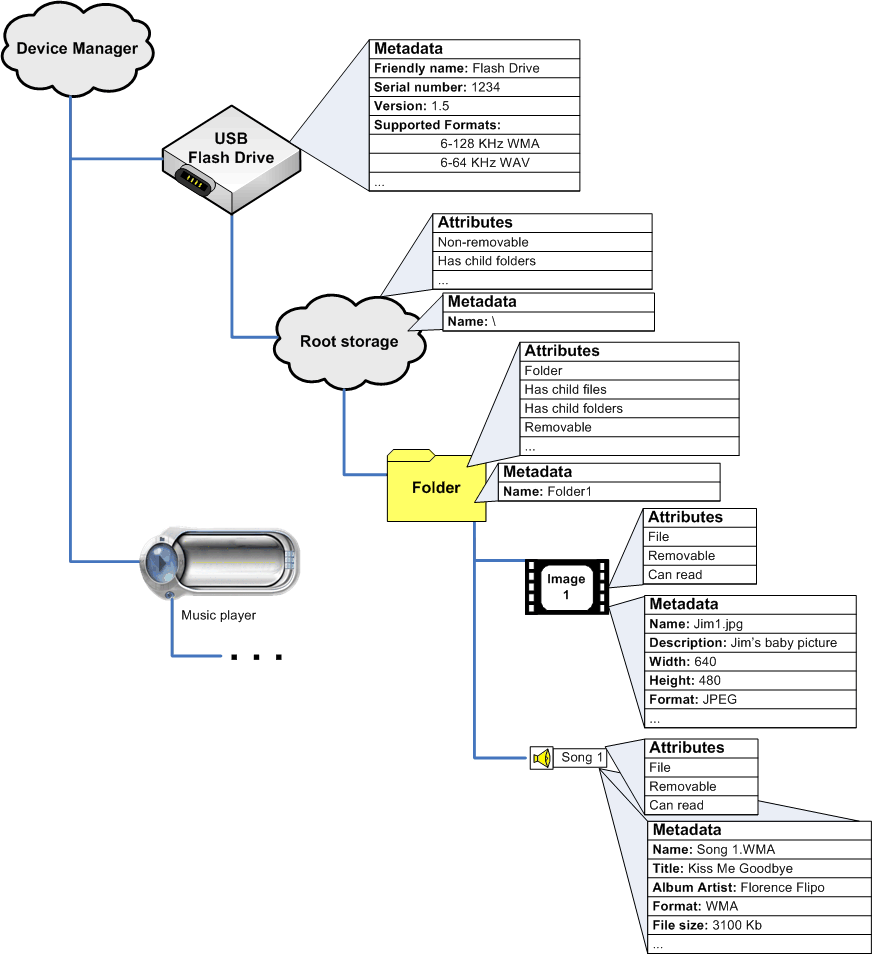 Device Manager
USB
Flash Drive
Metadata
Friendly name: Flash Drive
Serial number: 1234
Version: 1.5
Supported Formats:
6-128 KHz WMA
6-64 KHz WAV
...
Attributes
Non-removable
Has child folders
...
Root storage
Metadata
Name: \
Attributes
Folder
Has child files
Has child folders
Removable
...
Folder
Metadata
Name: Folder1
Image
1
Attributes
File
Removable
Can read
Metadata
Name: Jim1.jpg
Description: Jim's baby picture
Width: 640
Height: 480
Format: JPEG
...
Music player
. . .
Song 1
Attributes
File
Removable
Can read
Metadata
Name: Song 1.WMA
Title: Kiss Me Goodbye
Album Artist: Florence Flipo
Format: WMA
File size: 3100 Kb
...